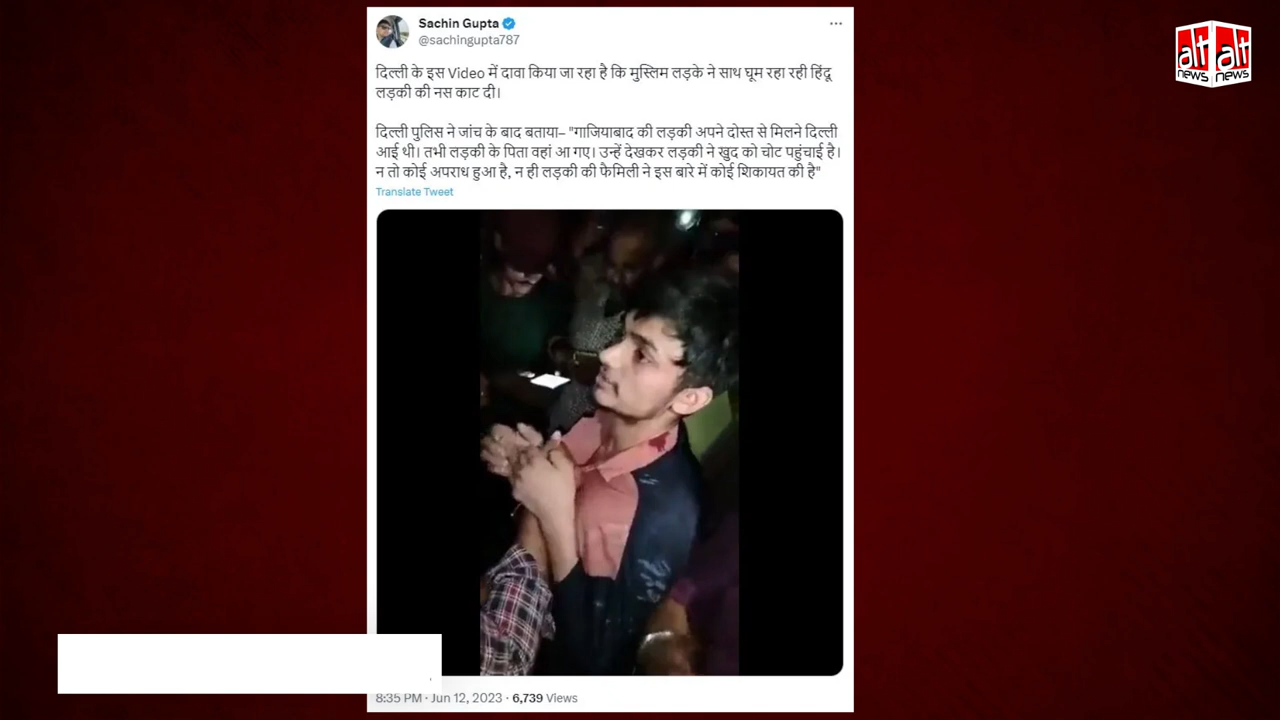 Sachin Gupta
@sachingupta787
दिल्ली के इस Video में दावा किया जा रहा है कि मुस्लिम लड़के ने साथ घूम रहा रही हिंदू
लड़की की नस काट दी।
दिल्ली पुलिस ने जांच के बाद बताया– "गाजियाबाद की लड़की अपने दोस्त से मिलने दिल्ली
आई थी। तभी लड़की के पिता वहां आ गए। उन्हें देखकर लड़की ने खुद को चोट पहुंचाई है।
न तो कोई अपराध हुआ है, न ही लड़की की फैमिली ने इस बारे में कोई शिकायत की है"
Translate Tweet
8:35 PM · Jun 12, 2023 · 6,739 Views
alt alt
news news